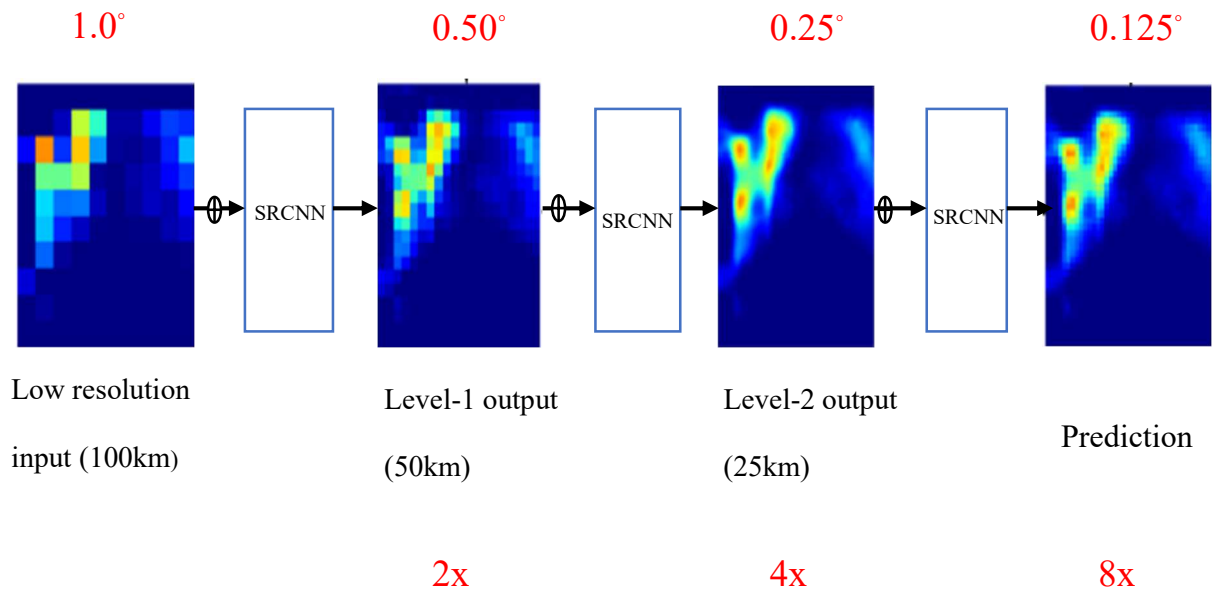 1.0°
0.50°
0.25°
0.125°
SRCNN
SRCNN
SRCNN
Low resolution
input (100km)
Level-1 output
(50km)
Level-2 output
(25km)
Prediction
2x
4x
8x